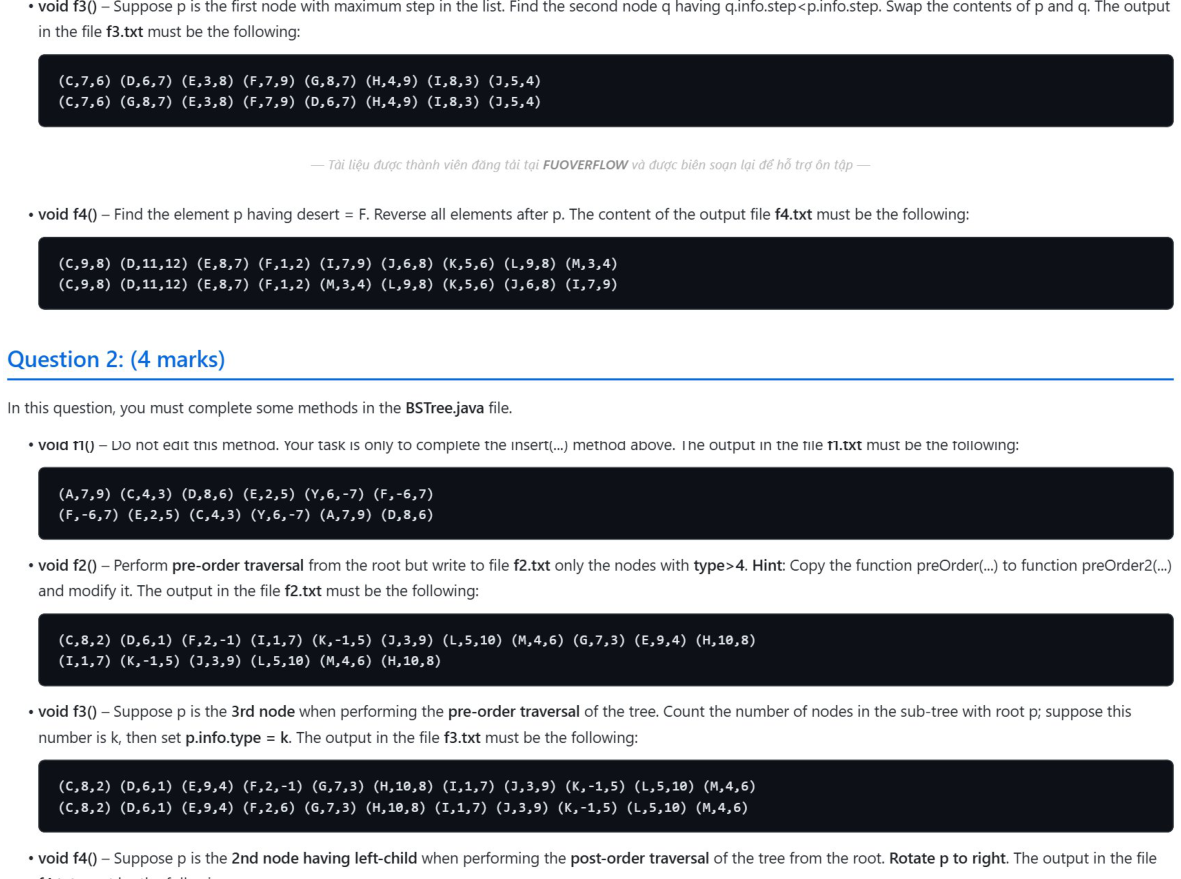 • void f3() – Suppose p is the first node with maximum step in the list. Find the second node q having q.info.step<p.info.step. Swap the contents of p and q. The output
in the file f3.txt must be the following:
(C,7,6) (D,6,7) (E,3,8) (F,7,9) (G,8,7) (H,4,9) (I,8,3) (J,5,4)
(C,7,6) (G,8,7) (E,3,8) (F,7,9) (D,6,7) (H,4,9) (I,8,3) (J,5,4)
— Tài liệu được thành viên đăng tải tại FUOVERFLOW và được biên soạn lại để hỗ trợ ôn tập —
• void f4() – Find the element p having desert = F. Reverse all elements after p. The content of the output file f4.txt must be the following:
(C,9,8) (D,11,12) (E,8,7) (F,1,2) (I,7,9) (J,6,8) (K,5,6) (L,9,8) (M,3,4)
(C,9,8) (D,11,12) (E,8,7) (F,1,2) (M,3,4) (L,9,8) (K,5,6) (J,6,8) (I,7,9)
Question 2: (4 marks)
In this question, you must complete some methods in the BSTree.java file.
• void f1() – Do not edit this method. Your task is only to complete the insert(...) method above. The output in the file f1.txt must be the following:
(A,7,9) (C,4,3) (D,8,6) (E,2,5) (Y,6,-7) (F,-6,7)
(F,-6,7) (E,2,5) (C,4,3) (Y,6,-7) (A,7,9) (D,8,6)
• void f2() – Perform pre-order traversal from the root but write to file f2.txt only the nodes with type>4. Hint: Copy the function preOrder(...) to function preOrder2(...)
and modify it. The output in the file f2.txt must be the following:
(C,8,2) (D,6,1) (F,2,-1) (I,1,7) (K,-1,5) (J,3,9) (L,5,10) (M,4,6) (G,7,3) (E,9,4) (H,10,8)
(I,1,7) (K,-1,5) (J,3,9) (L,5,10) (M,4,6) (H,10,8)
• void f3() – Suppose p is the 3rd node when performing the pre-order traversal of the tree. Count the number of nodes in the sub-tree with root p; suppose this
number is k, then set p.info.type = k. The output in the file f3.txt must be the following:
(C,8,2) (D,6,1) (E,9,4) (F,2,-1) (G,7,3) (H,10,8) (I,1,7) (J,3,9) (K,-1,5) (L,5,10) (M,4,6)
(C,8,2) (D,6,1) (E,9,4) (F,2,6) (G,7,3) (H,10,8) (I,1,7) (J,3,9) (K,-1,5) (L,5,10) (M,4,6)
• void f4() – Suppose p is the 2nd node having left-child when performing the post-order traversal of the tree from the root. Rotate p to right. The output in the file